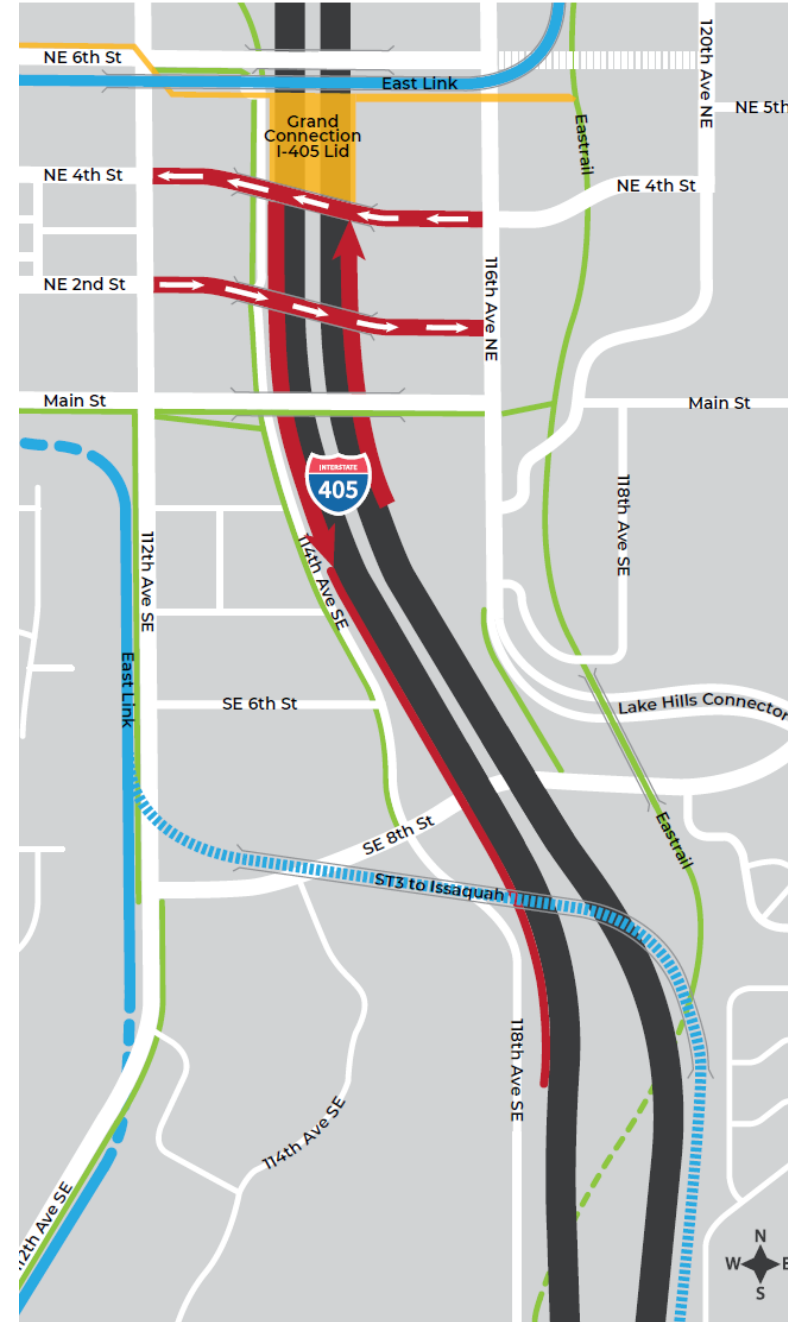 120th Ave NE
NE 6th St
East Link
NE 5th
Grand
Connection
I-405 Lid
Eastrail
NE 4th St
NE 4th St
NE 2nd St
116th Ave NE
Main St
Main St
INTERSTATE
405
118th Ave SE
112th Ave SE
114th Ave SE
East Link
SE 6th St
Lake Hills Connector
SE 8th St
Eastrail
ST3 to Issaquah
118th Ave SE
114th Ave SE
12th Ave SE
N
W E
S